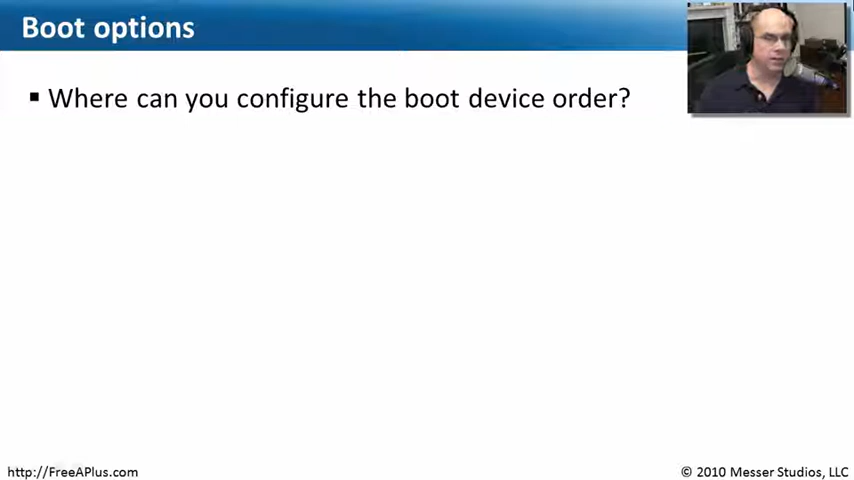 Boot options
▪ Where can you configure the boot device order?
http://FreeAPlus.com
© 2010 Messer Studios, LLC